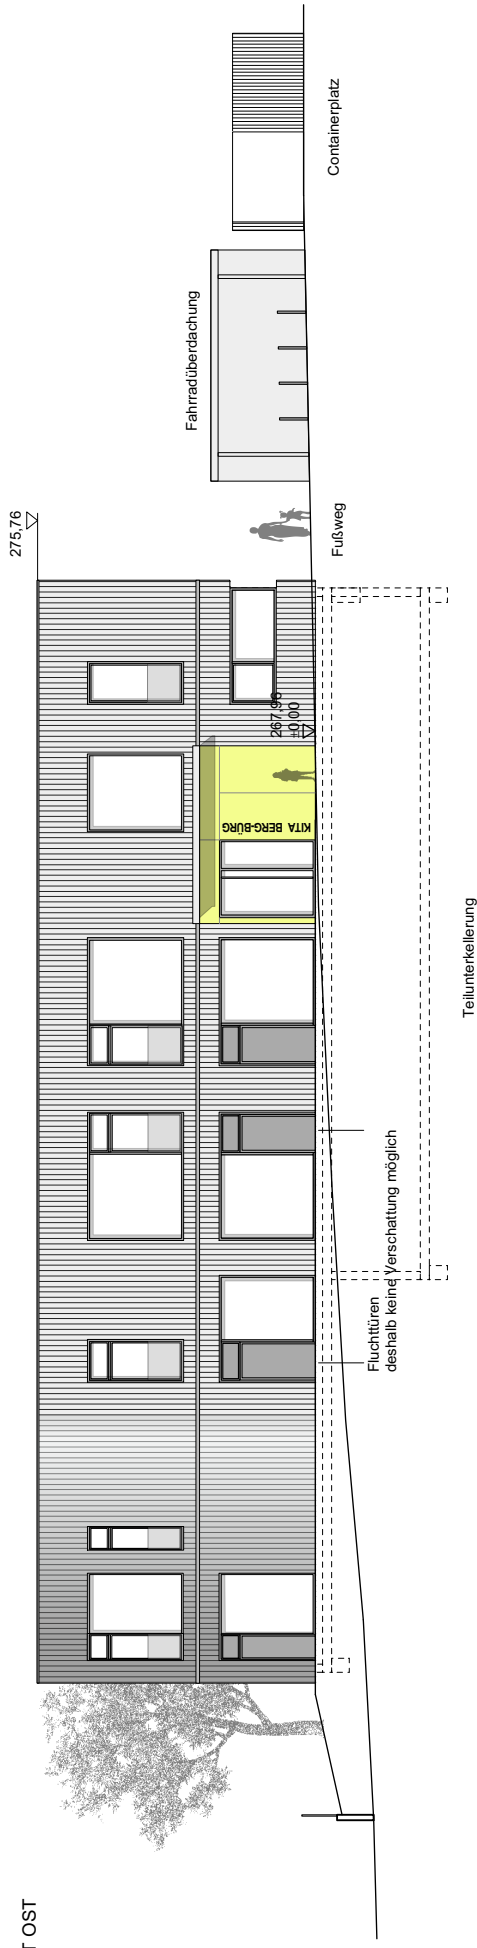 T OST
275,76
Fahrradüberdachung
Containerplatz
Fußweg
267,96
±0,00
KITA BERG-BÜRG
Fluchttüren
deshalb keine Verschattung möglich
Teilunterkellerung